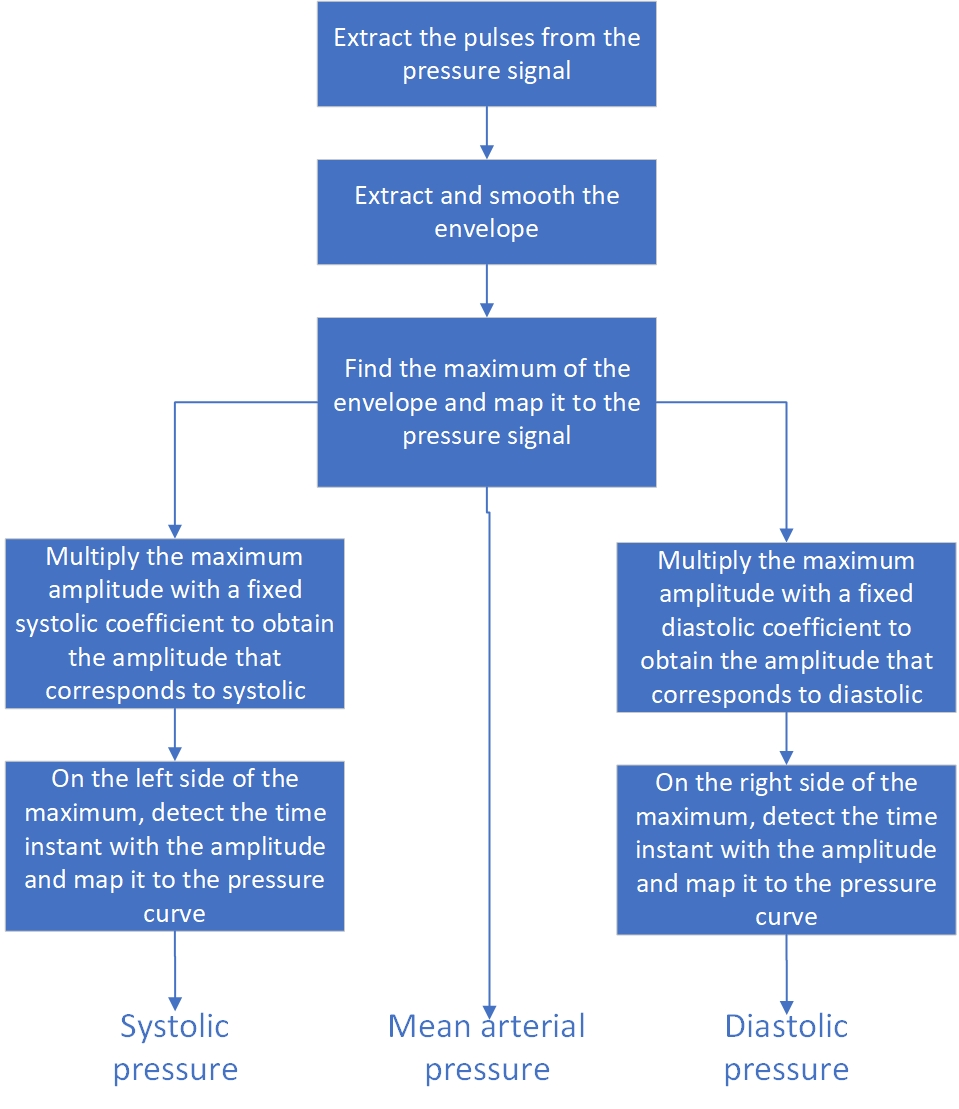 Extract the pulses from the
pressure signal
Extract and smooth the
envelope
Find the maximum of the
envelope and map it to the
pressure signal
Multiply the maximum
amplitude with a fixed
systolic coefficient to obtain
the amplitude that
corresponds to systolic
On the left side of the
maximum, detect the time
instant with the amplitude
and map it to the pressure
curve
Multiply the maximum
amplitude with a fixed
diastolic coefficient to
obtain the amplitude that
corresponds to diastolic
On the right side of the
maximum, detect the time
instant with the amplitude
and map it to the pressure
curve
Systolic
pressure
Mean arterial
pressure
Diastolic
pressure